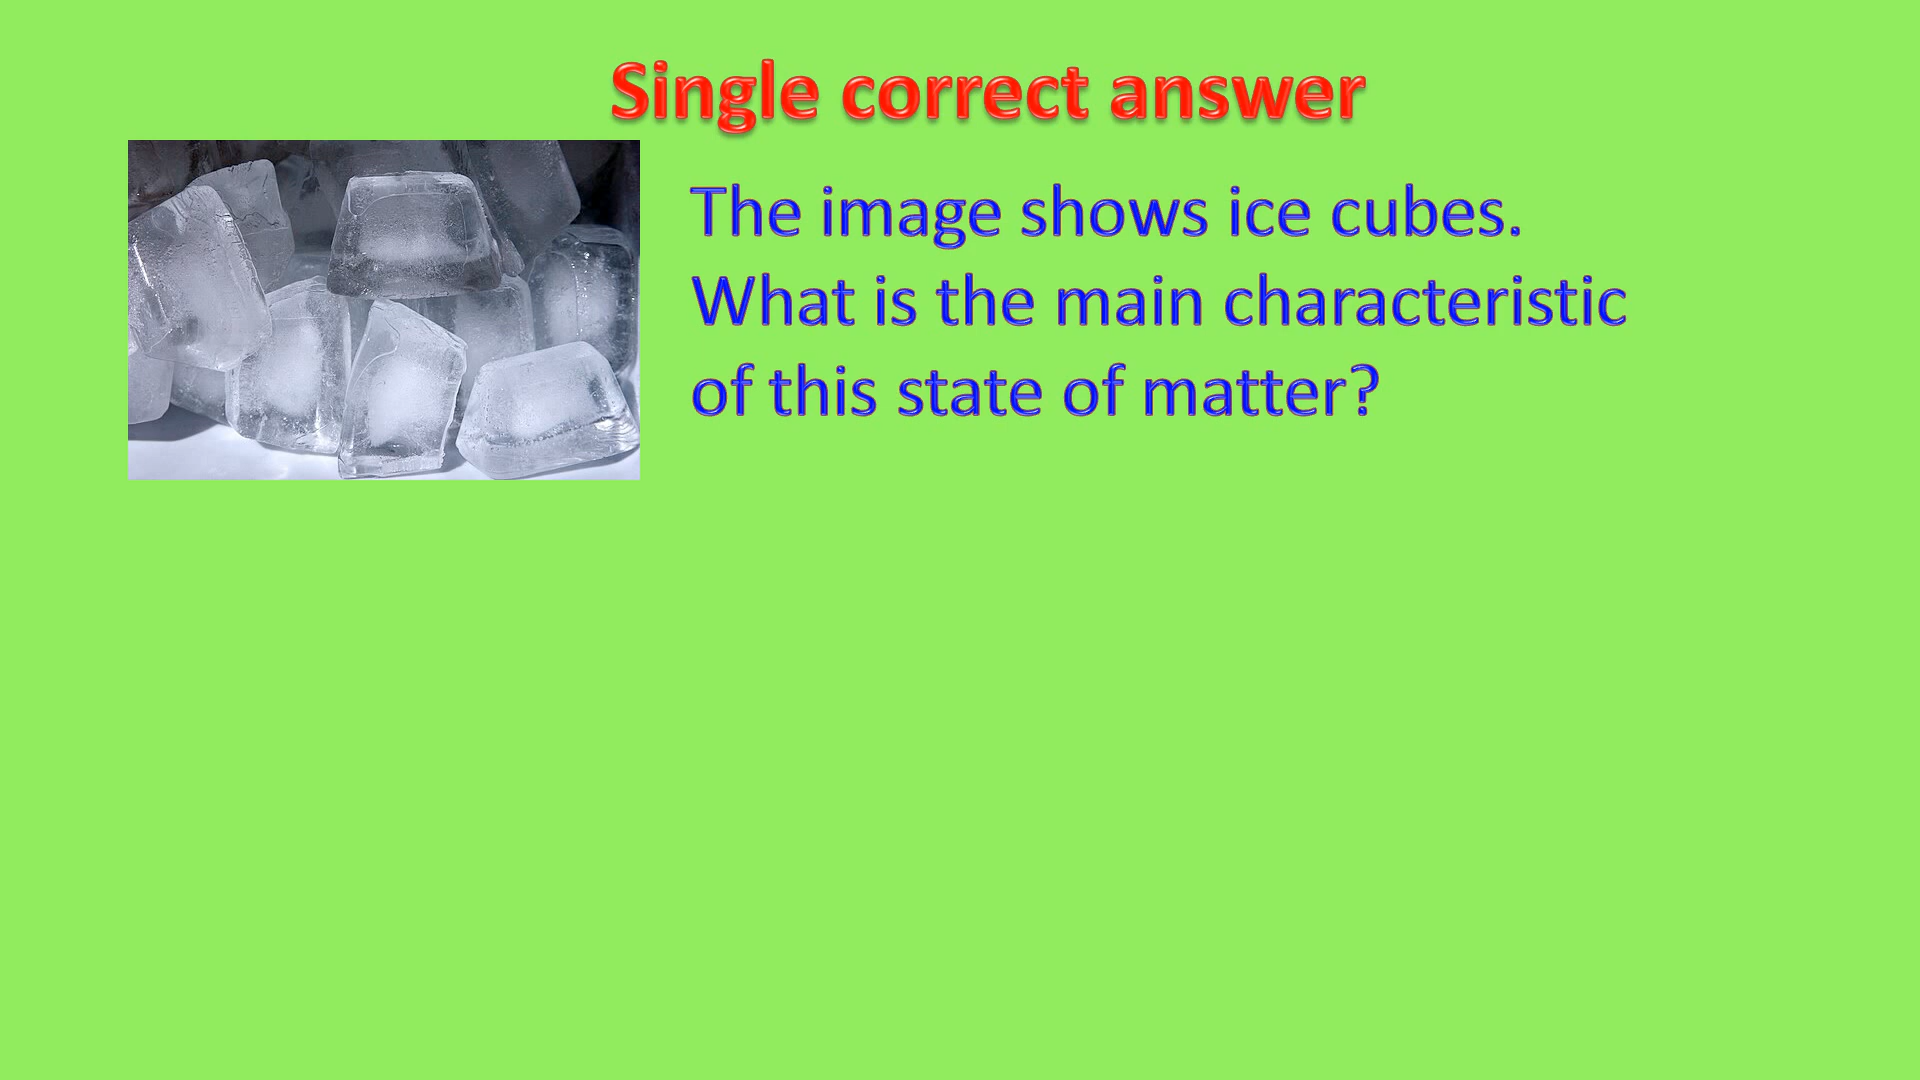 Single correct answer
The image shows ice cubes.
What is the main characteristic
of this state of matter?